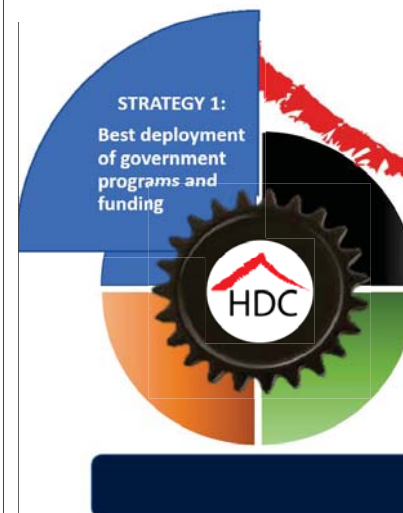 STRATEGY 1:
Best deployment
of government
programs and
funding
HDC